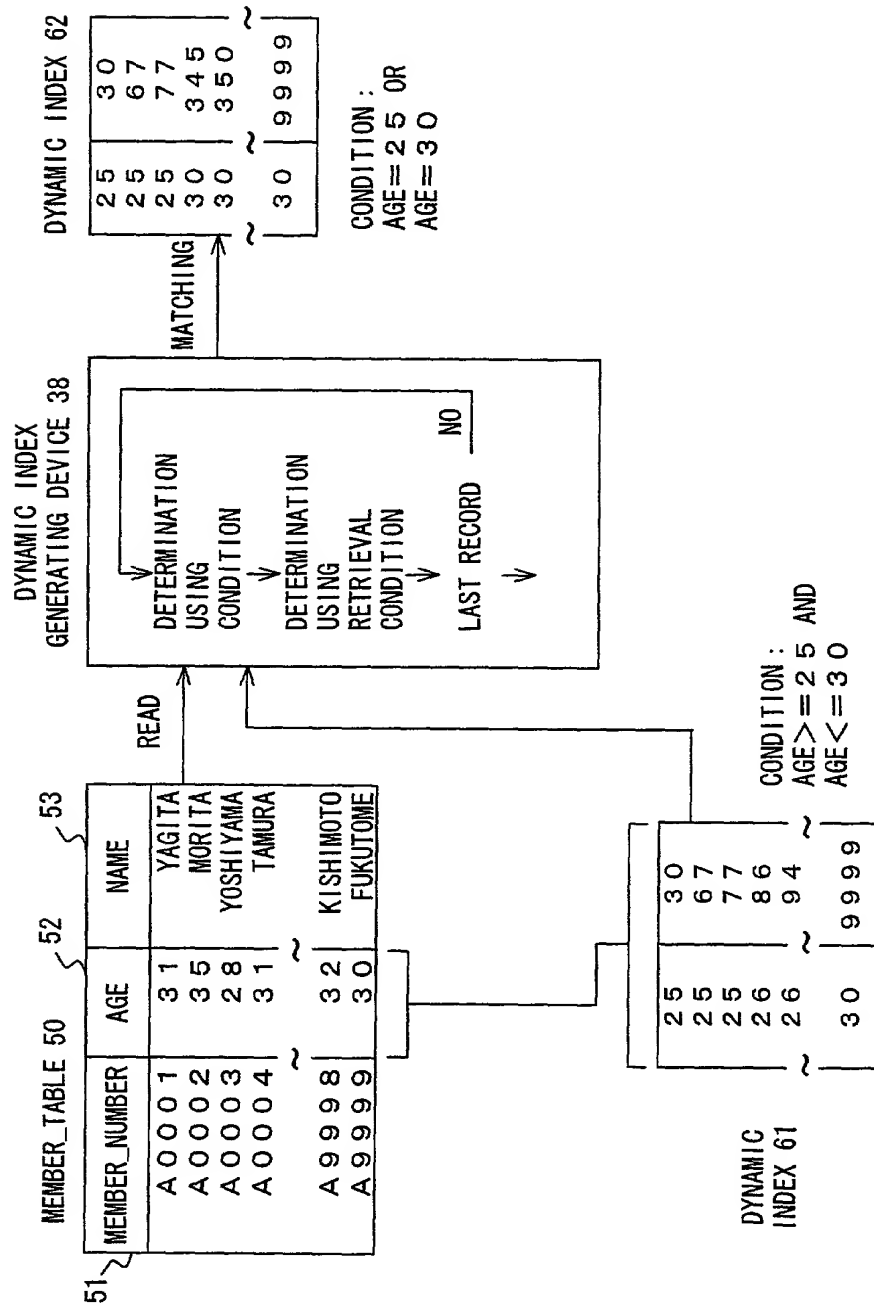 MEMBER_TABLE 50
51
52
53
MEMBER_NUMBER AGE NAME
A0001 31 YAGITA
A0002 35 MORITA
A0003 28 YOSHIYAMA
A0004 31 TAMURA
A9998 32 KISHIMOTO
A9999 30 FUKUTOME
READ
DYNAMIC INDEX
GENERATING DEVICE 38
DETERMINATION
USING
CONDITION
DETERMINATION
USING
RETRIEVAL
CONDITION
LAST RECORD
NO
MATCHING
DYNAMIC INDEX 62
25 30
25 67
25 77
30 345
30 350
30 9999
CONDITION:
AGE=25 OR
AGE=30
DYNAMIC
INDEX 61
25 30
25 67
25 77
26 86
26 94
30 9999
CONDITION:
AGE>=25 AND
AGE<=30